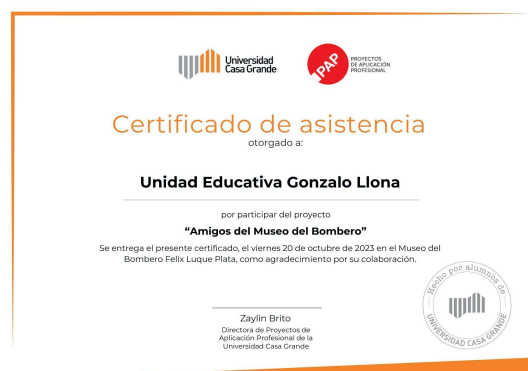 Universidad
Casa Grande
PAP
PROYECTOS
DE APLICACIÓN
PROFESIONAL
Certificado de asistencia
otorgado a:
Unidad Educativa Gonzalo Llona
por participar del proyecto
“Amigos del Museo del Bombero”
Se entrega el presente certificado, el viernes 20 de octubre de 2023 en el Museo del
Bombero Felix Luque Plata, como agradecimiento por su colaboración.
Hecho por alumnos de
UNIVERSIDAD CASA GRANDE
Zaylin Brito
Directora de Proyectos de
Aplicación Profesional de la
Universidad Casa Grande